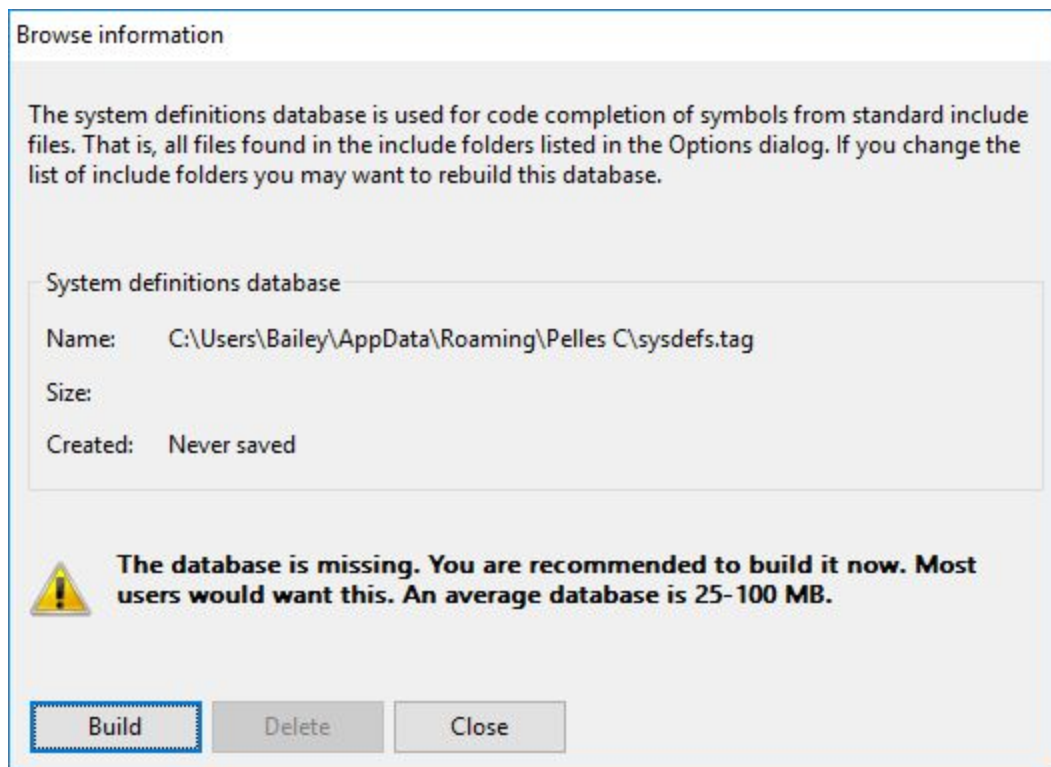 Browse information
The system definitions database is used for code completion of symbols from standard include
files. That is, all files found in the include folders listed in the Options dialog. If you change the
list of include folders you may want to rebuild this database.
System definitions database
Name: C:\Users\Bailey\AppData\Roaming\Pelles C\sysdefs.tag
Size:
Created: Never saved
The database is missing. You are recommended to build it now. Most
users would want this. An average database is 25-100 MB.
Build Delete Close